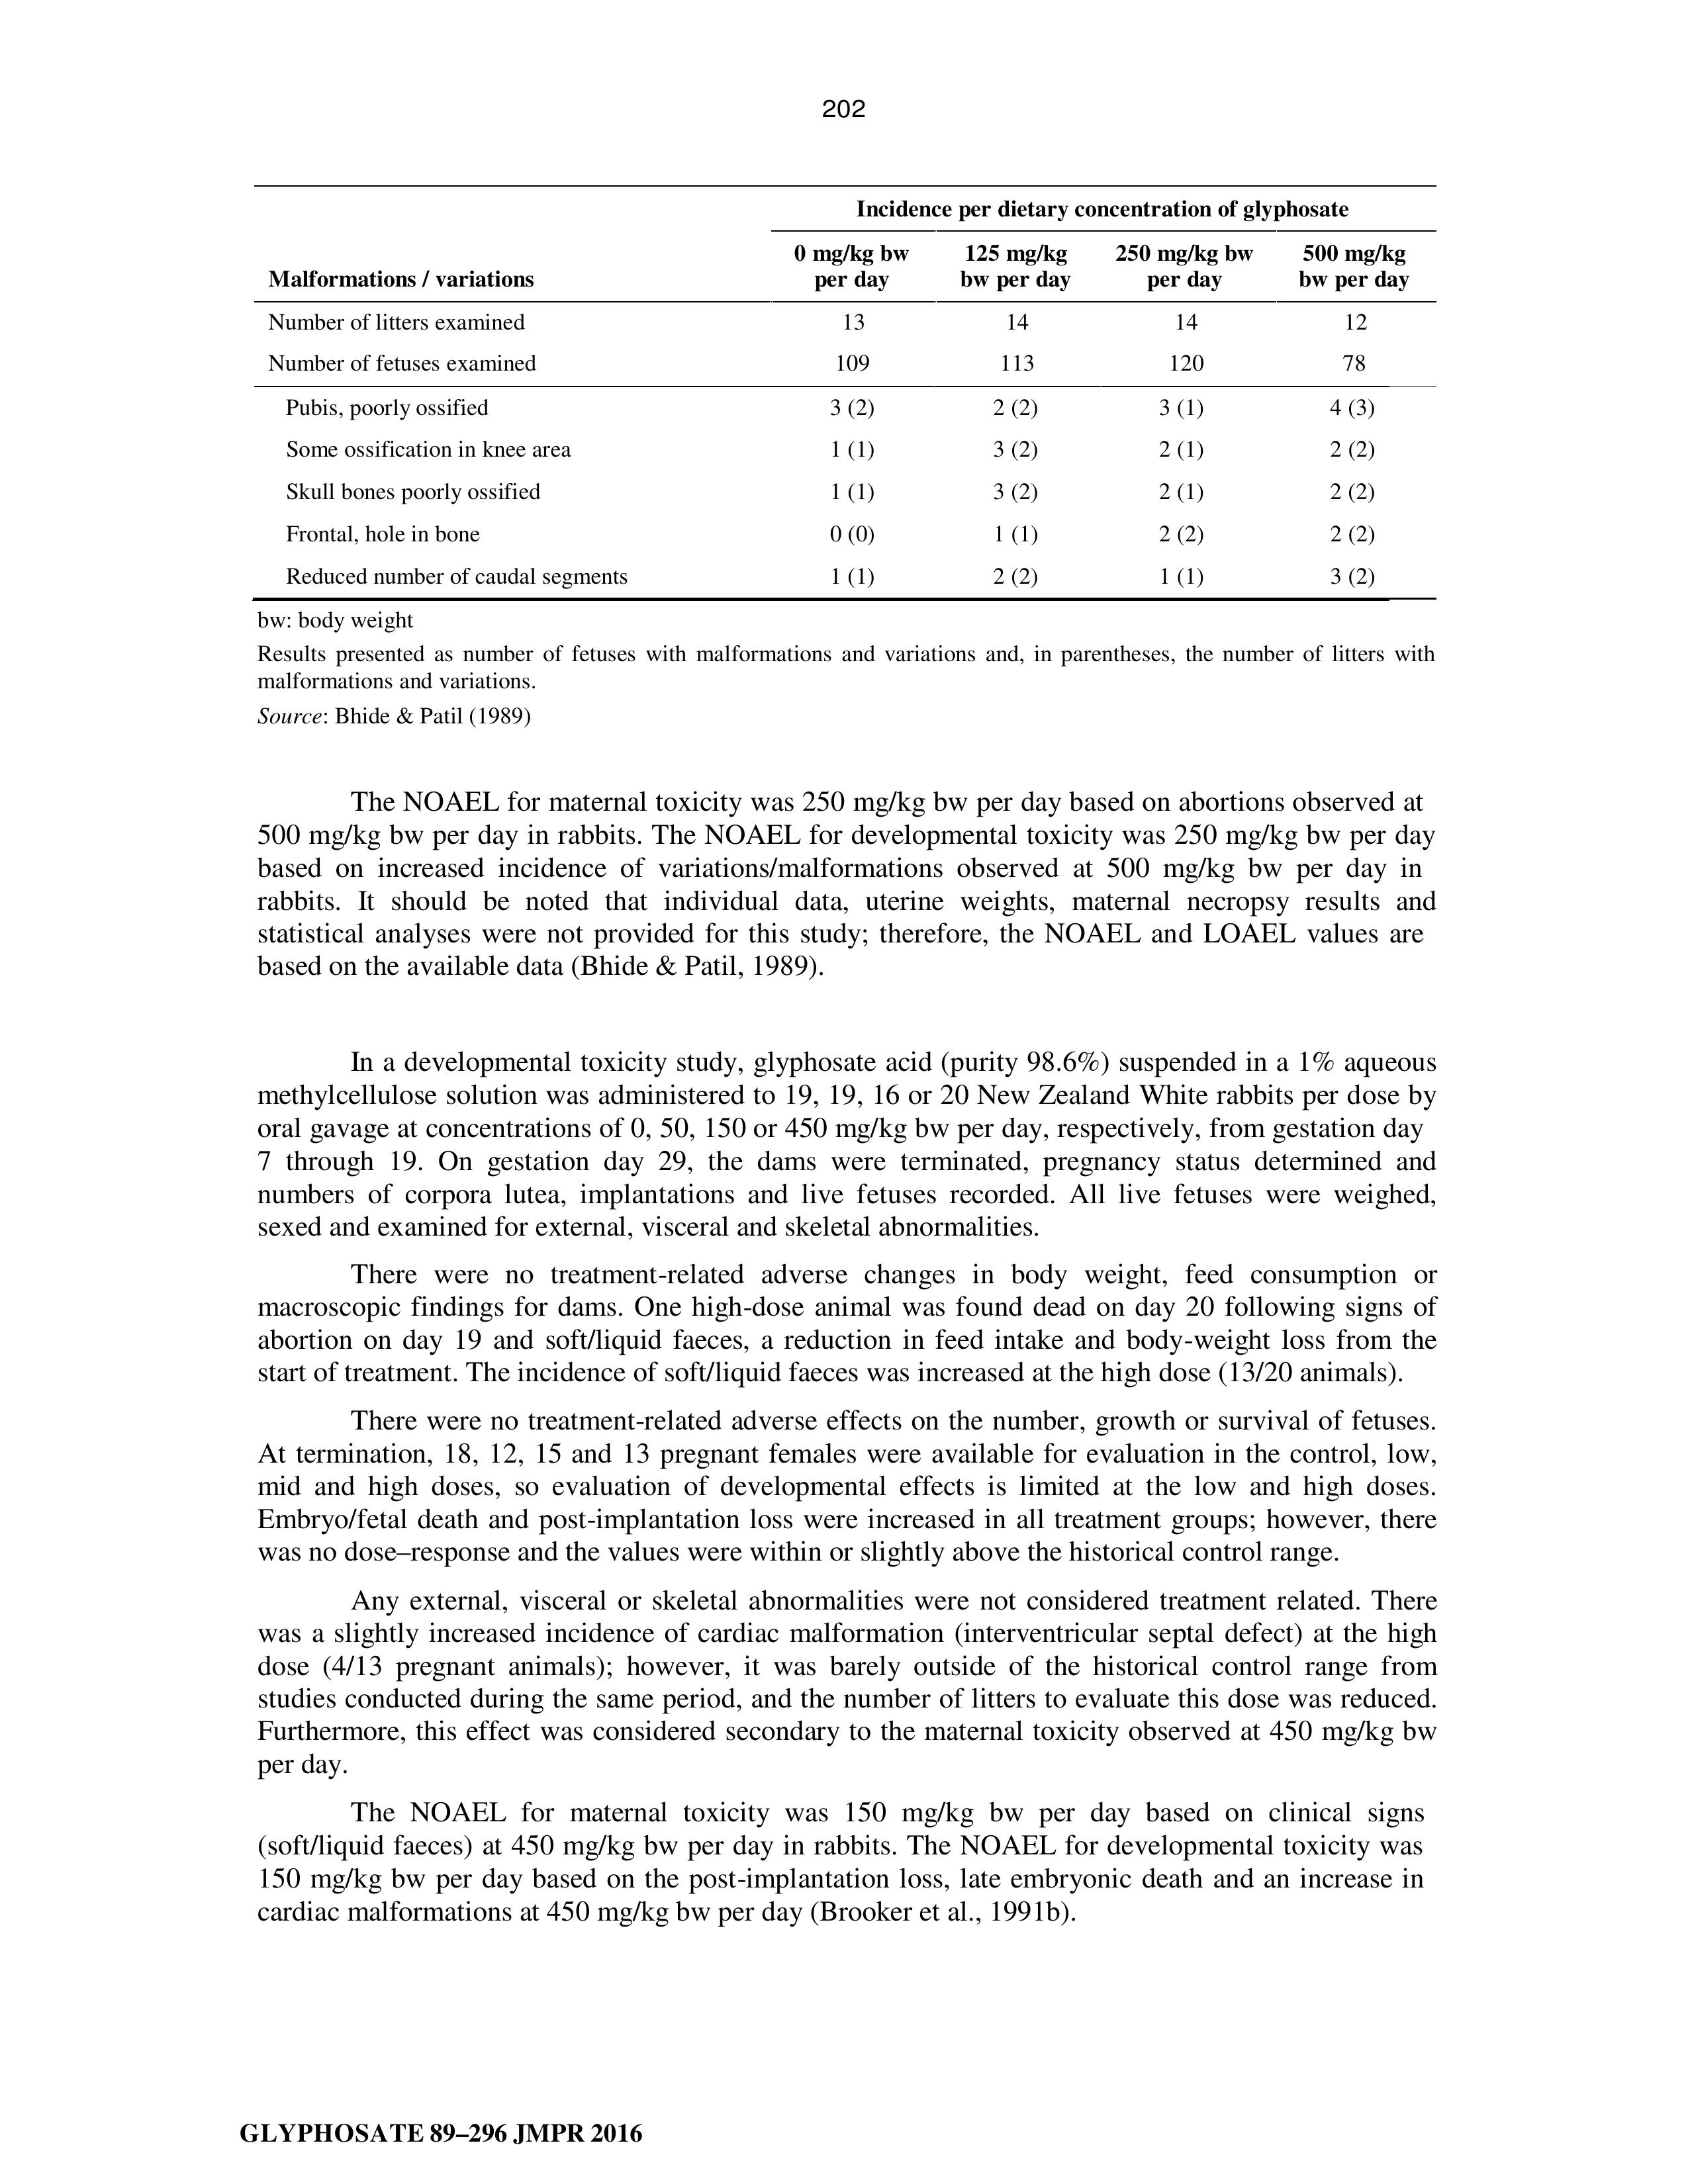 202
Incidence per dietary concentration of glyphosate
Malformations / variations
0 mg/kg bw per day
125 mg/kg bw per day
250 mg/kg bw per day
500 mg/kg bw per day
Number of litters examined 13 14 14 12
Number of fetuses examined 109 113 120 78
Pubis, poorly ossified 3 (2) 2 (2) 3 (1) 4 (3)
Some ossification in knee area 1 (1) 3 (2) 2 (1) 2 (2)
Skull bones poorly ossified 1 (1) 3 (2) 2 (1) 2 (2)
Frontal, hole in bone 0 (0) 1 (1) 2 (2) 2 (2)
Reduced number of caudal segments 1 (1) 2 (2) 1 (1) 3 (2)
bw: body weight
Results presented as number of fetuses with malformations and variations and, in parentheses, the number of litters with
malformations and variations.
Source: Bhide & Patil (1989)
The NOAEL for maternal toxicity was 250 mg/kg bw per day based on abortions observed at
500 mg/kg bw per day in rabbits. The NOAEL for developmental toxicity was 250 mg/kg bw per day
based on increased incidence of variations/malformations observed at 500 mg/kg bw per day in
rabbits. It should be noted that individual data, uterine weights, maternal necropsy results and
statistical analyses were not provided for this study; therefore, the NOAEL and LOAEL values are
based on the available data (Bhide & Patil, 1989).
In a developmental toxicity study, glyphosate acid (purity 98.6%) suspended in a 1% aqueous
methylcellulose solution was administered to 19, 19, 16 or 20 New Zealand White rabbits per dose by
oral gavage at concentrations of 0, 50, 150 or 450 mg/kg bw per day, respectively, from gestation day
7 through 19. On gestation day 29, the dams were terminated, pregnancy status determined and
numbers of corpora lutea, implantations and live fetuses recorded. All live fetuses were weighed,
sexed and examined for external, visceral and skeletal abnormalities.
There were no treatment-related adverse changes in body weight, feed consumption or
macroscopic findings for dams. One high-dose animal was found dead on day 20 following signs of
abortion on day 19 and soft/liquid faeces, a reduction in feed intake and body-weight loss from the
start of treatment. The incidence of soft/liquid faeces was increased at the high dose (13/20 animals).
There were no treatment-related adverse effects on the number, growth or survival of fetuses.
At termination, 18, 12, 15 and 13 pregnant females were available for evaluation in the control, low,
mid and high doses, so evaluation of developmental effects is limited at the low and high doses.
Embryo/fetal death and post-implantation loss were increased in all treatment groups; however, there
was no dose–response and the values were within or slightly above the historical control range.
Any external, visceral or skeletal abnormalities were not considered treatment related. There
was a slightly increased incidence of cardiac malformation (interventricular septal defect) at the high
dose (4/13 pregnant animals); however, it was barely outside of the historical control range from
studies conducted during the same period, and the number of litters to evaluate this dose was reduced.
Furthermore, this effect was considered secondary to the maternal toxicity observed at 450 mg/kg bw
per day.
The NOAEL for maternal toxicity was 150 mg/kg bw per day based on clinical signs
(soft/liquid faeces) at 450 mg/kg bw per day in rabbits. The NOAEL for developmental toxicity was
150 mg/kg bw per day based on the post-implantation loss, late embryonic death and an increase in
cardiac malformations at 450 mg/kg bw per day (Brooker et al., 1991b).
GLYPHOSATE 89–296 JMPR 2016